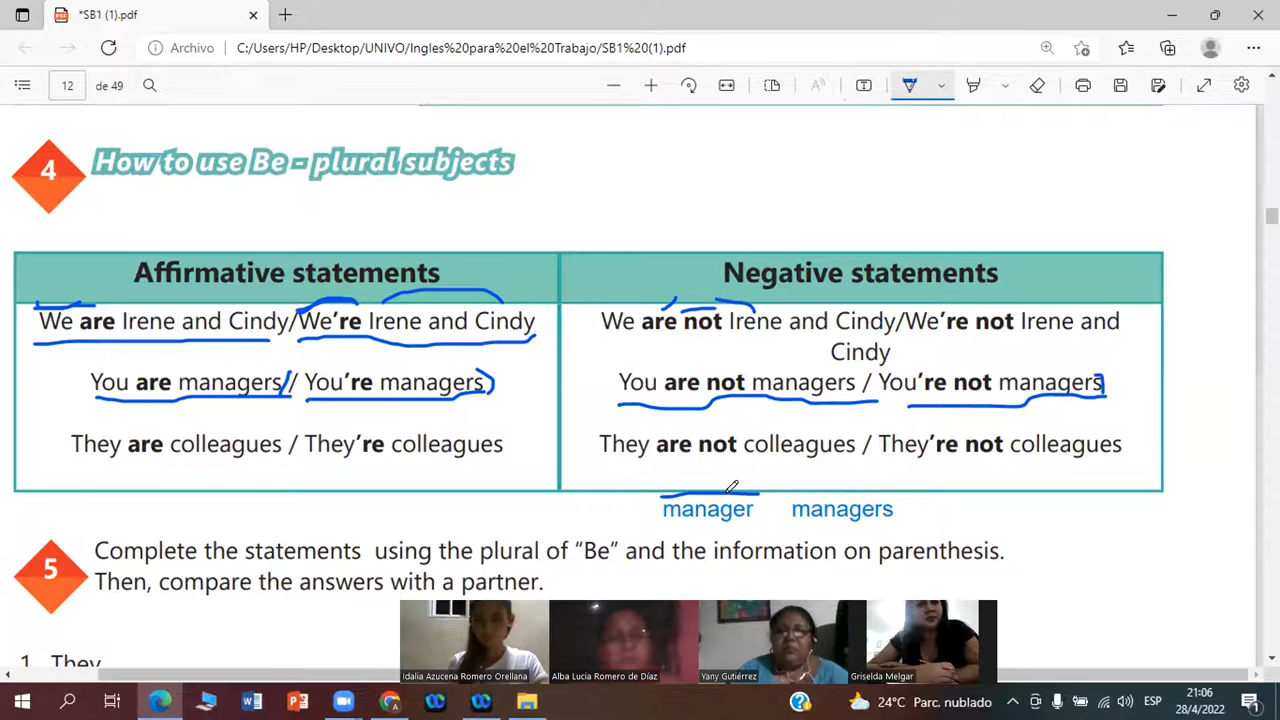 *SB1 (1).pdf
Archivo C:/Users/HP/Desktop/UNIVO/Ingles%20para%20el%20Trabajo/SB1%20(1).pdf
12 de 49
4 How to use Be - plural subjects
Affirmative statements Negative statements
We are Irene and Cindy/We're Irene and Cindy We are not Irene and Cindy/We're not Irene and
Cindy
You are managers / You're managers You are not managers / You're not managers
They are colleagues / They're colleagues They are not colleagues / They're not colleagues
manager managers
5 Complete the statements using the plural of “Be” and the information on parenthesis.
Then, compare the answers with a partner.
1. They
Idalia Azucena Romero Orellana Alba Lucia Romero de Díaz Yany Gutiérrez Griselda Melgar
24°C Parc. nublado ESP 21:06
28/4/2022